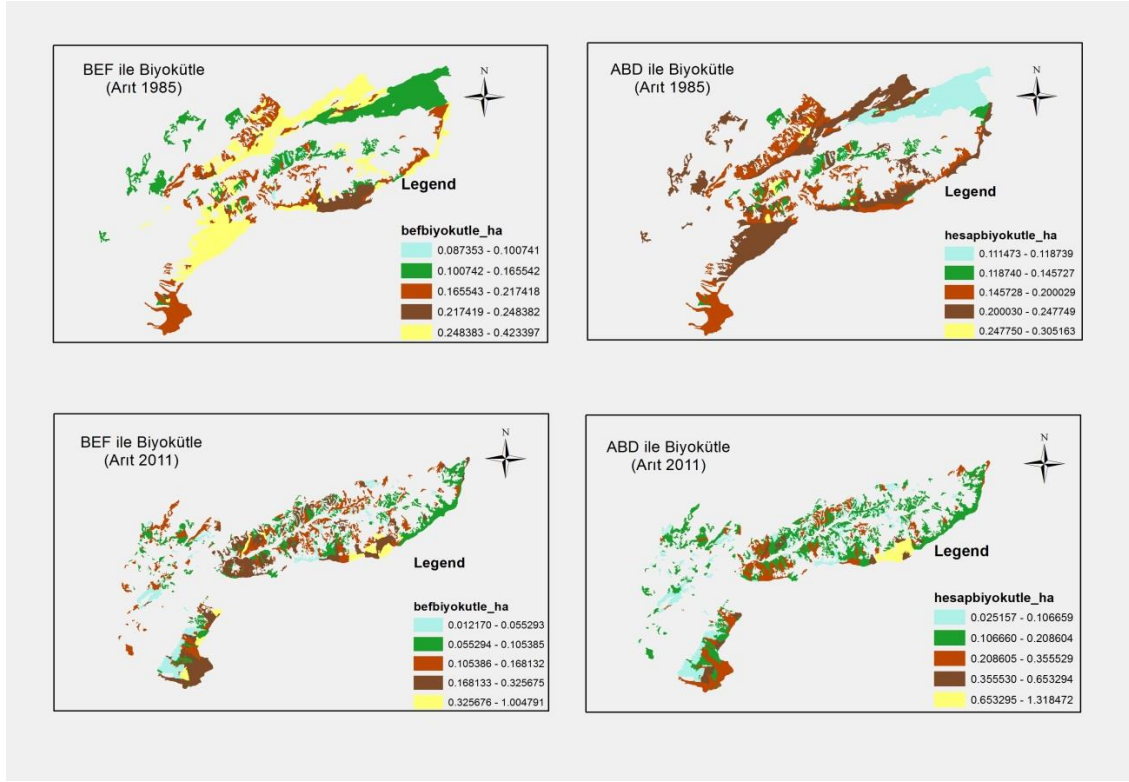 BEF ile Biyokütle
(Arıt 1985)
N
Legend
befbiyokutle_ha
0.087353 - 0.100741
0.100742 - 0.165542
0.165543 - 0.217418
0.217419 - 0.248382
0.248383 - 0.423397
ABD ile Biyokütle
(Arıt 1985)
N
Legend
hesapbiyokutle_ha
0.111473 - 0.118739
0.118740 - 0.145727
0.145728 - 0.200029
0.200030 - 0.247749
0.247750 - 0.305163
BEF ile Biyokütle
(Arıt 2011)
N
Legend
befbiyokutle_ha
0.012170 - 0.055293
0.055294 - 0.105385
0.105386 - 0.168132
0.168133 - 0.325675
0.325676 - 1.004791
ABD ile Biyokütle
(Arıt 2011)
N
Legend
hesapbiyokutle_ha
0.025157 - 0.106659
0.106660 - 0.208604
0.208605 - 0.355529
0.355530 - 0.653294
0.653295 - 1.318472